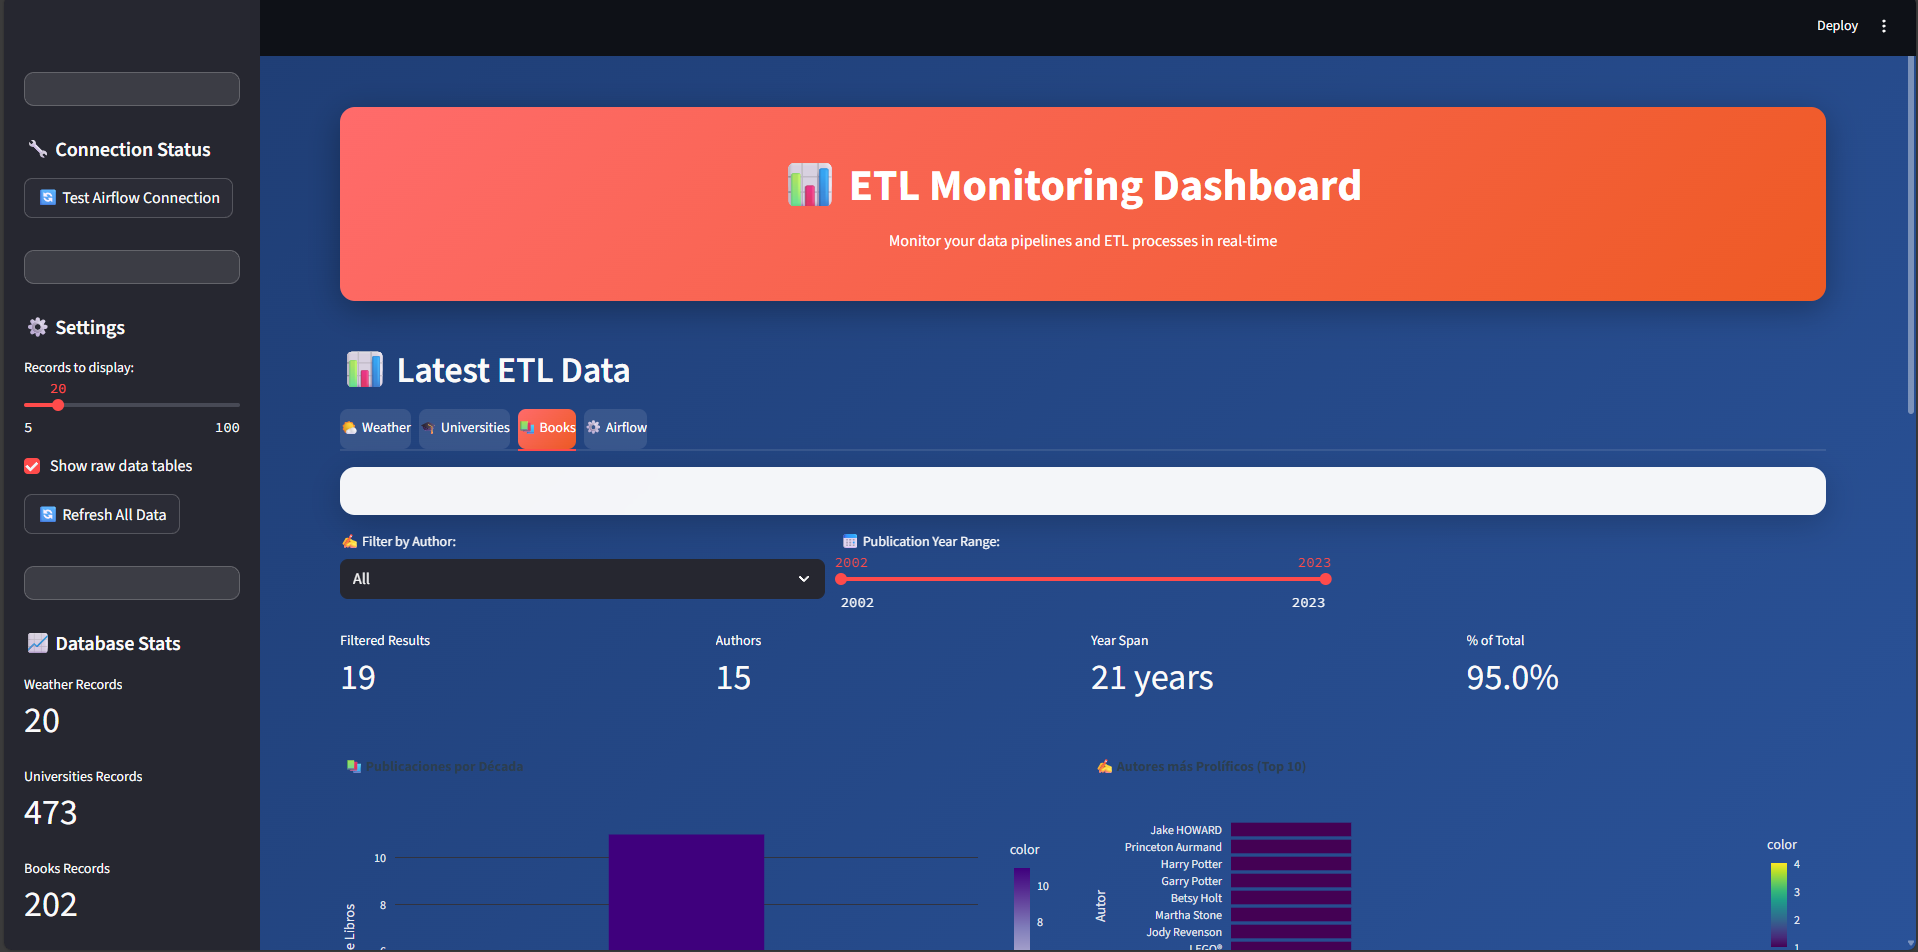 Deploy
Connection Status
Test Airflow Connection
Settings
Records to display:
20
5 100
Show raw data tables
Refresh All Data
Database Stats
Weather Records
20
Universities Records
473
Books Records
202
ETL Monitoring Dashboard
Monitor your data pipelines and ETL processes in real-time
Latest ETL Data
Weather Universities Books Airflow
Filter by Author:
All
Publication Year Range:
2002 2023
2002 2023
Filtered Results
19
Authors
15
Year Span
21 years
% of Total
95.0%
Publicaciones por Década
10
8
e Libros
color
10
8
Autores más Prolíficos (Top 10)
Jake HOWARD
Princeton Aurmand
Harry Potter
Garry Potter
Betsy Holt
Martha Stone
Jody Revenson
LEGO®
Autor
color
4
3
2
1